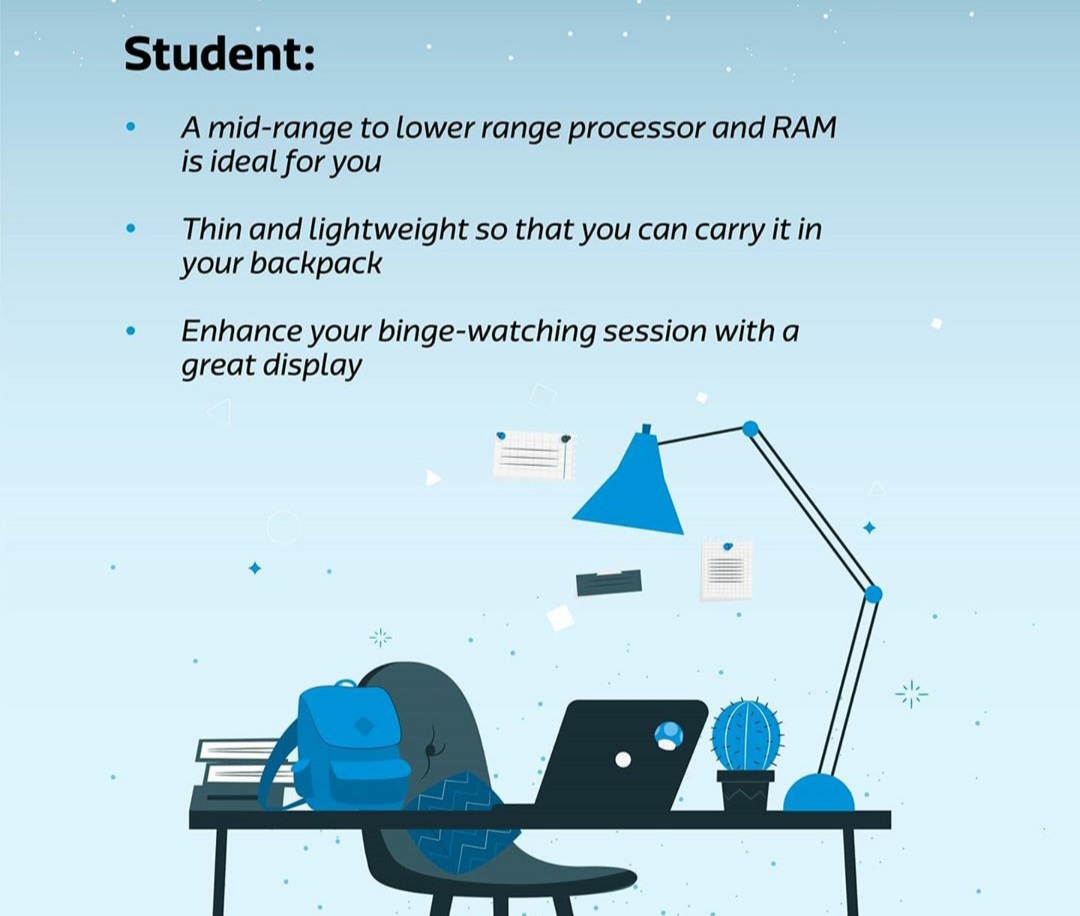 Student:
• A mid-range to lower range processor and RAM
is ideal for you
• Thin and lightweight so that you can carry it in
your backpack
• Enhance your binge-watching session with a
great display